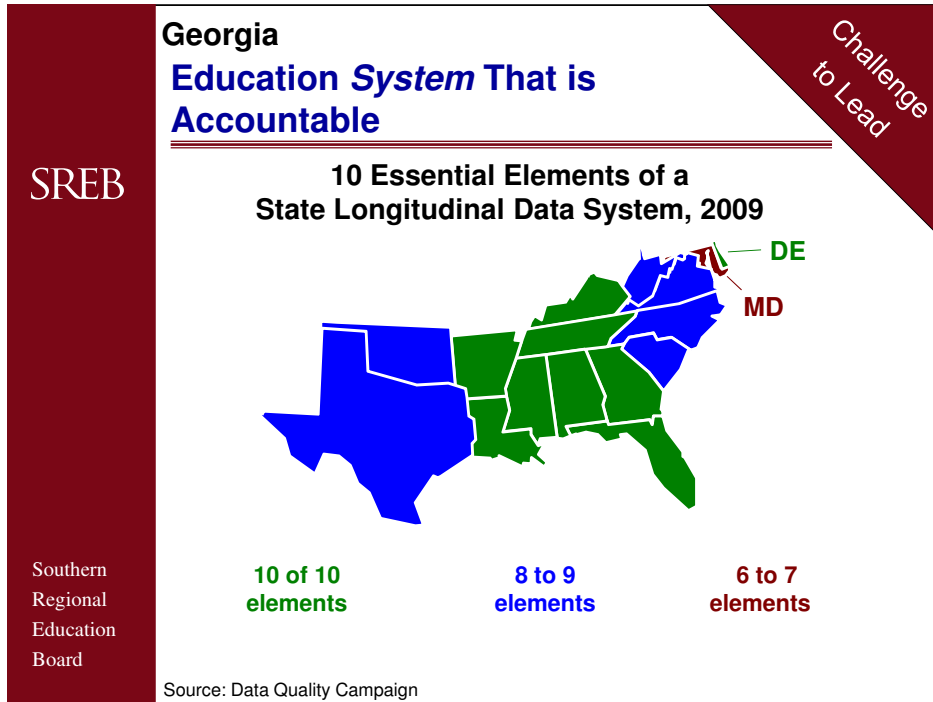 Georgia
Education System That is
Accountable
Challenge
to Lead
SREB
10 Essential Elements of a
State Longitudinal Data System, 2009
DE
MD
10 of 10
elements
8 to 9
elements
6 to 7
elements
Southern
Regional
Education
Board
Source: Data Quality Campaign